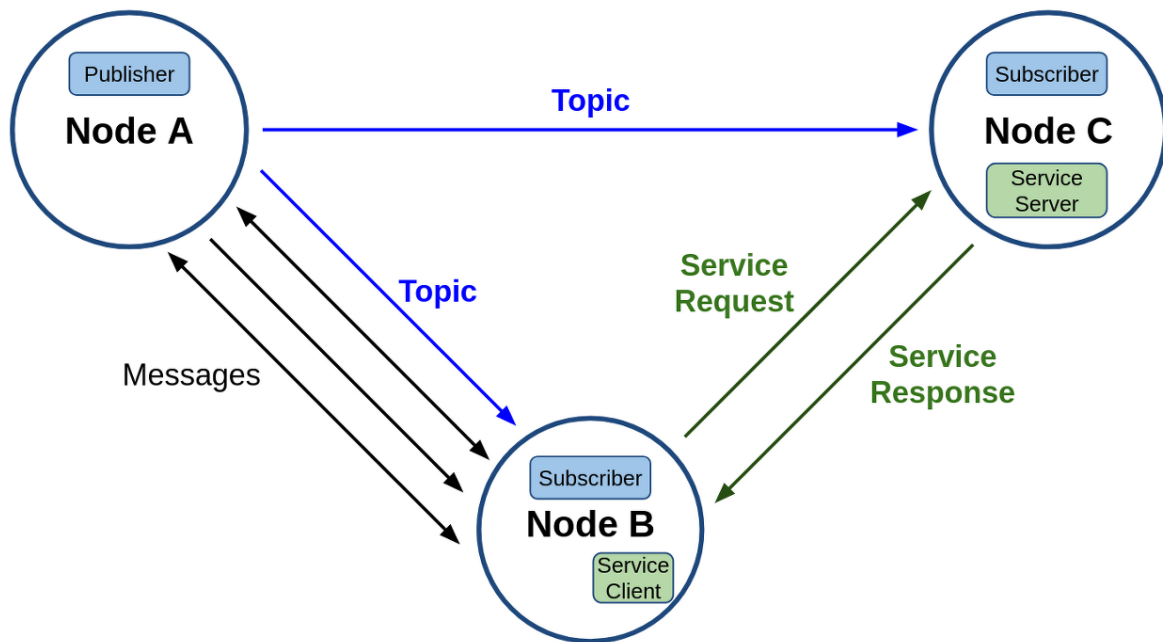 Publisher
Node A
Topic
Subscriber
Node C
Service
Server
Topic
Messages
Service
Request
Service
Response
Subscriber
Node B
Service
Client